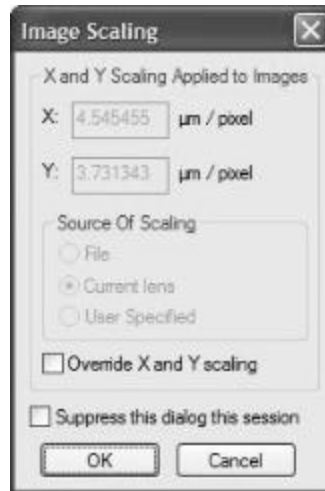 Image Scaling
X and Y Scaling Applied to Images
X: 4.545455 µm / pixel
Y: 3.731343 µm / pixel
Source Of Scaling
File
Current lens
User Specified
Override X and Y scaling
Suppress this dialog this session
OK Cancel